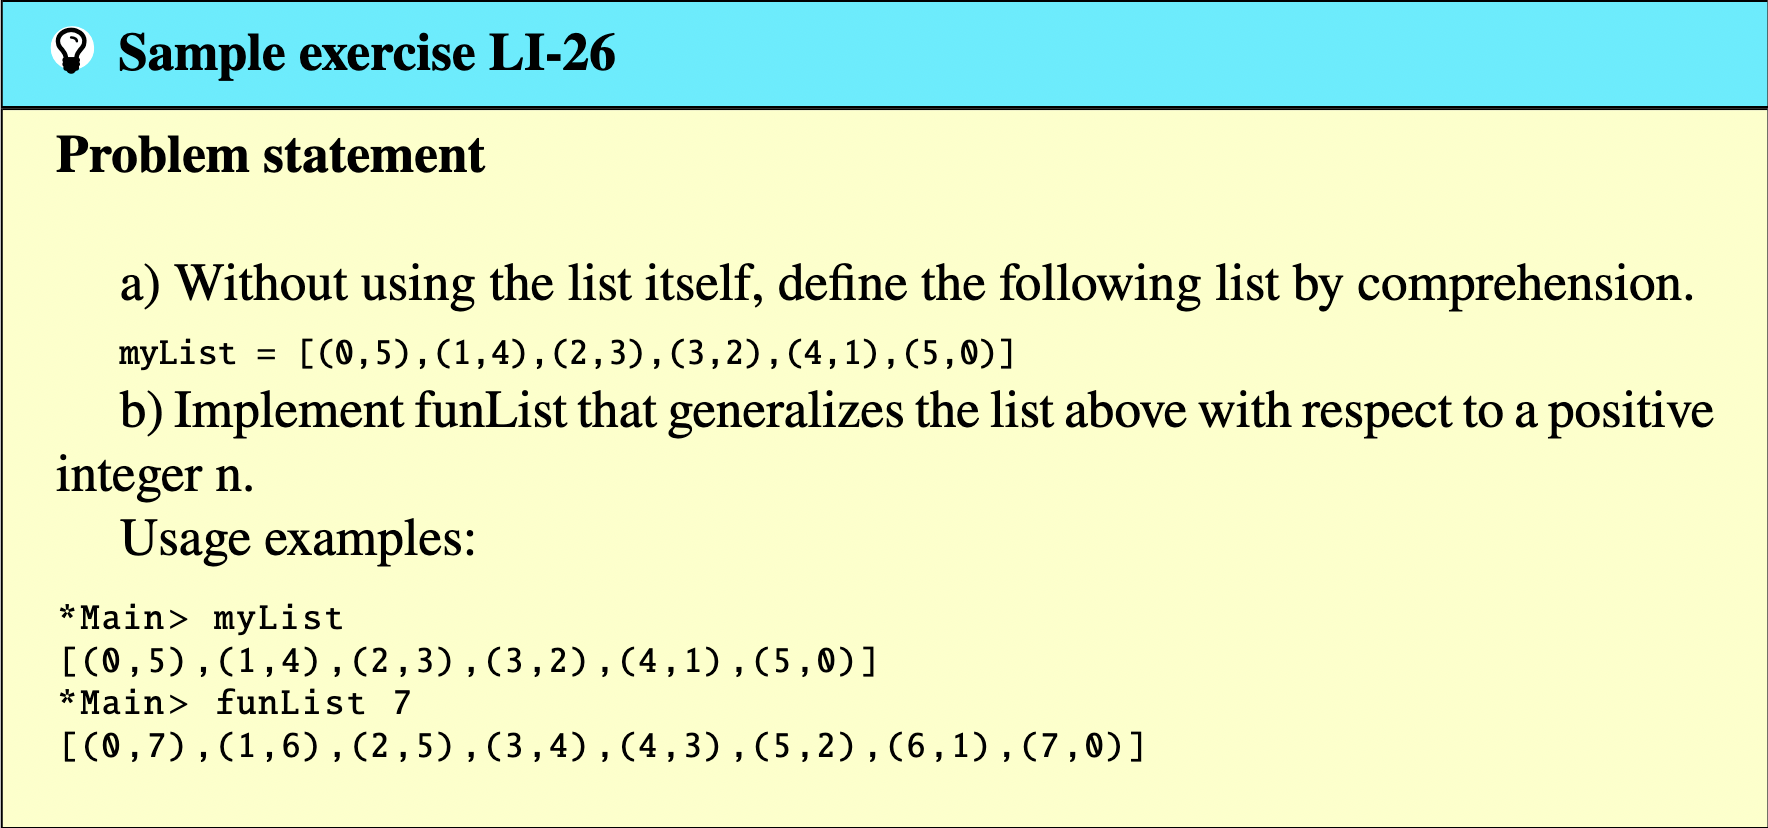 Sample exercise LI-26
Problem statement
a) Without using the list itself, define the following list by comprehension.
myList = [(0,5),(1,4),(2,3),(3,2),(4,1),(5,0)]
b) Implement funList that generalizes the list above with respect to a positive
integer n.
Usage examples:
*Main> myList
[(0,5),(1,4),(2,3),(3,2),(4,1),(5,0)]
*Main> funList 7
[(0,7),(1,6),(2,5),(3,4),(4,3),(5,2),(6,1),(7,0)]